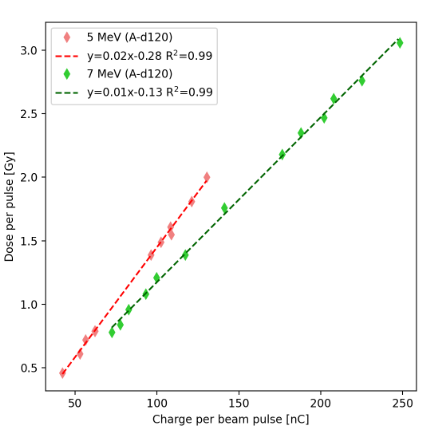 5 MeV (A-d120)
y=0.02x-0.28 R²=0.99
7 MeV (A-d120)
y=0.01x-0.13 R²=0.99
Dose per pulse [Gy]
3.0
2.5
2.0
1.5
1.0
0.5
50 100 150 200 250
Charge per beam pulse [nC]